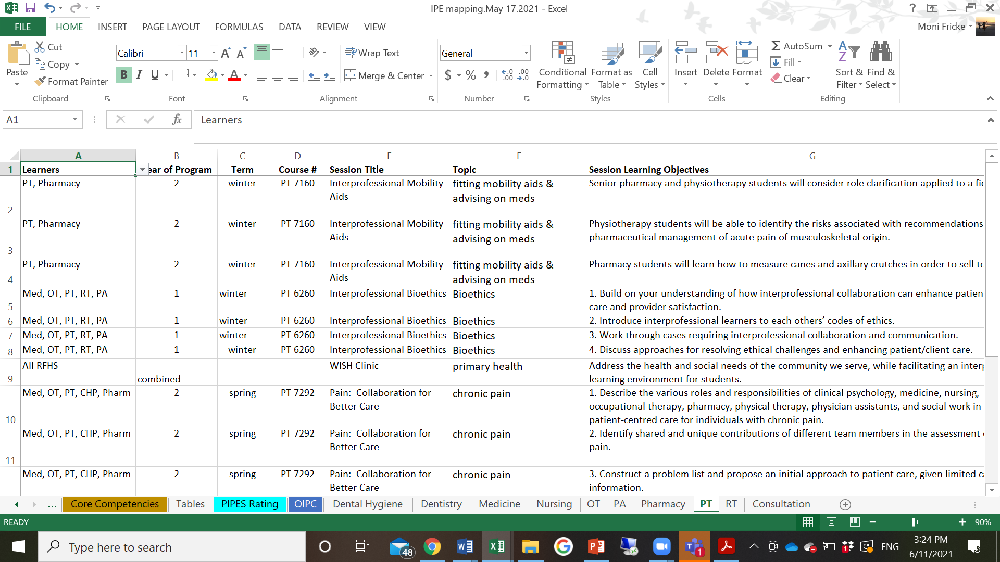 IPE mapping.May 17.2021 - Excel
?
FILE HOME INSERT PAGE LAYOUT FORMULAS DATA REVIEW VIEW
Moni Fricke
Paste
Cut
Copy
Format Painter
Clipboard
Calibri 11
B I U
Font
Wrap Text
Merge & Center
Alignment
General
$ % ,
Number
Conditional Formatting
Format as Table
Cell Styles
Styles
Insert Delete Format
Cells
AutoSum
Fill
Clear
Sort & Filter
Find & Select
Editing
A1 fx Learners
A B C D E F G
1 Learners ear of Program Term Course # Session Title Topic Session Learning Objectives
2 PT, Pharmacy 2 winter PT 7160 Interprofessional Mobility Aids fitting mobility aids & advising on meds Senior pharmacy and physiotherapy students will consider role clarification applied to a fic
3 PT, Pharmacy 2 winter PT 7160 Interprofessional Mobility Aids fitting mobility aids & advising on meds Physiotherapy students will be able to identify the risks associated with recommendations pharmaceutical management of acute pain of musculoskeletal origin.
4 PT, Pharmacy 2 winter PT 7160 Interprofessional Mobility Aids fitting mobility aids & advising on meds Pharmacy students will learn how to measure canes and axillary crutches in order to sell to
5 Med, OT, PT, RT, PA 1 winter PT 6260 Interprofessional Bioethics Bioethics 1. Build on your understanding of how interprofessional collaboration can enhance patien care and provider satisfaction.
6 Med, OT, PT, RT, PA 1 winter PT 6260 Interprofessional Bioethics Bioethics 2. Introduce interprofessional learners to each others’ codes of ethics.
7 Med, OT, PT, RT, PA 1 winter PT 6260 Interprofessional Bioethics Bioethics 3. Work through cases requiring interprofessional collaboration and communication.
8 Med, OT, PT, RT, PA 1 winter PT 6260 Interprofessional Bioethics Bioethics 4. Discuss approaches for resolving ethical challenges and enhancing patient/client care.
9 All RFHS combined WISH Clinic primary health Address the health and social needs of the community we serve, while facilitating an interp learning environment for students.
10 Med, OT, PT, CHP, Pharm 2 spring PT 7292 Pain: Collaboration for Better Care chronic pain 1. Describe the various roles and responsibilities of clinical psychology, medicine, nursing, occupational therapy, pharmacy, physical therapy, physician assistants, and social work in patient-centred care for individuals with chronic pain.
11 Med, OT, PT, CHP, Pharm 2 spring PT 7292 Pain: Collaboration for Better Care chronic pain 2. Identify shared and unique contributions of different team members in the assessment pain.
Med, OT, PT, CHP, Pharm 2 spring PT 7292 Pain: Collaboration for Better Care chronic pain 3. Construct a problem list and propose an initial approach to patient care, given limited c information.
... Core Competencies Tables PIPES Rating OIPC Dental Hygiene Dentistry Medicine Nursing OT PA Pharmacy PT RT Consultation
READY 90%
Type here to search
48
1
1
ENG
3:24 PM
6/11/2021